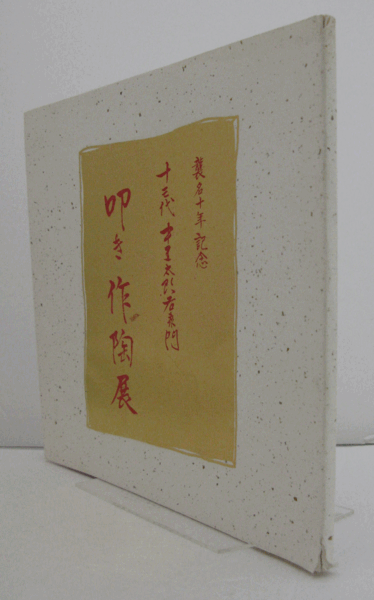 襲名十年記念
十三代 中里太郎右衛門
叩き作陶展